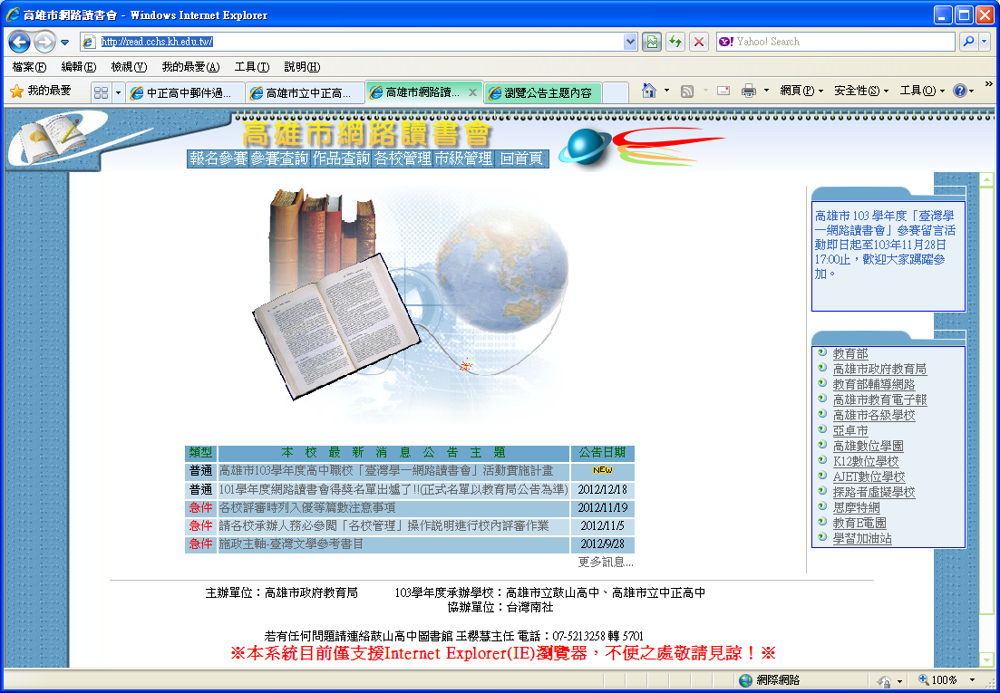 高雄市網路讀書會 - Windows Internet Explorer
http://read.cchs.kh.edu.tw/
Yahoo! Search
檔案(F) 編輯(E) 檢視(V) 我的最愛(A) 工具(T) 說明(H)
我的最愛 中正高中郵件過... 高雄市立中正高... 高雄市網路讀... 瀏覽公告主題內容 網頁(P) 安全性(S) 工具(O)
高雄市網路讀書會
報名參賽 參賽查詢 作品查詢 各校管理 市級管理 回首頁
高雄市 103 學年度「臺灣學
一網路讀書會」參賽留言活
動即日起至103年11月28日
17:00止，歡迎大家踴躍參
加。
教育部
高雄市政府教育局
教育部輔導網路
高雄市教育電子報
高雄市各級學校
亞卓市
高雄數位學園
K12數位學校
AJET數位學校
探路者虛擬學校
思摩特網
教育E電園
學習加油站
類型 本 校 最 新 消 息 公 告 主 題 公告日期
普通 高雄市103學年度高中職校「臺灣學一網路讀書會」活動實施計畫 NEW
普通 101學年度網路讀書會得獎名單出爐了!!(正式名單以教育局公告為準) 2012/12/18
急件 各校評審時列入優等篇數注意事項 2012/11/19
急件 請各校承辦人務必參閱「各校管理」操作說明進行校內評審作業 2012/11/5
急件 施政主軸-臺灣文學參考書目 2012/9/28
更多訊息...
主辦單位：高雄市政府教育局 103學年度承辦學校：高雄市立鼓山高中、高雄市立中正高中
協辦單位：台灣南社
若有任何問題請連絡鼓山高中圖書館 王櫻慧主任 電話：07-5213258 轉 5701
※本系統目前僅支援Internet Explorer(IE)瀏覽器，不便之處敬請見諒！※
網際網路 100%